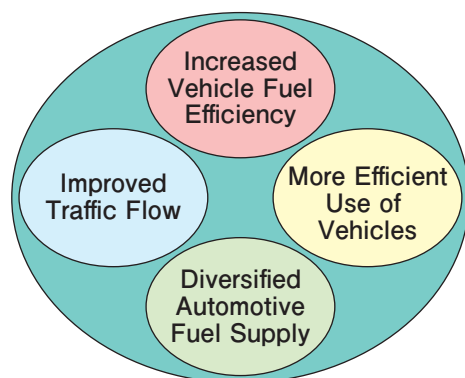 Increased
Vehicle Fuel
Efficiency
Improved
Traffic Flow
More Efficient
Use of
Vehicles
Diversified
Automotive
Fuel Supply